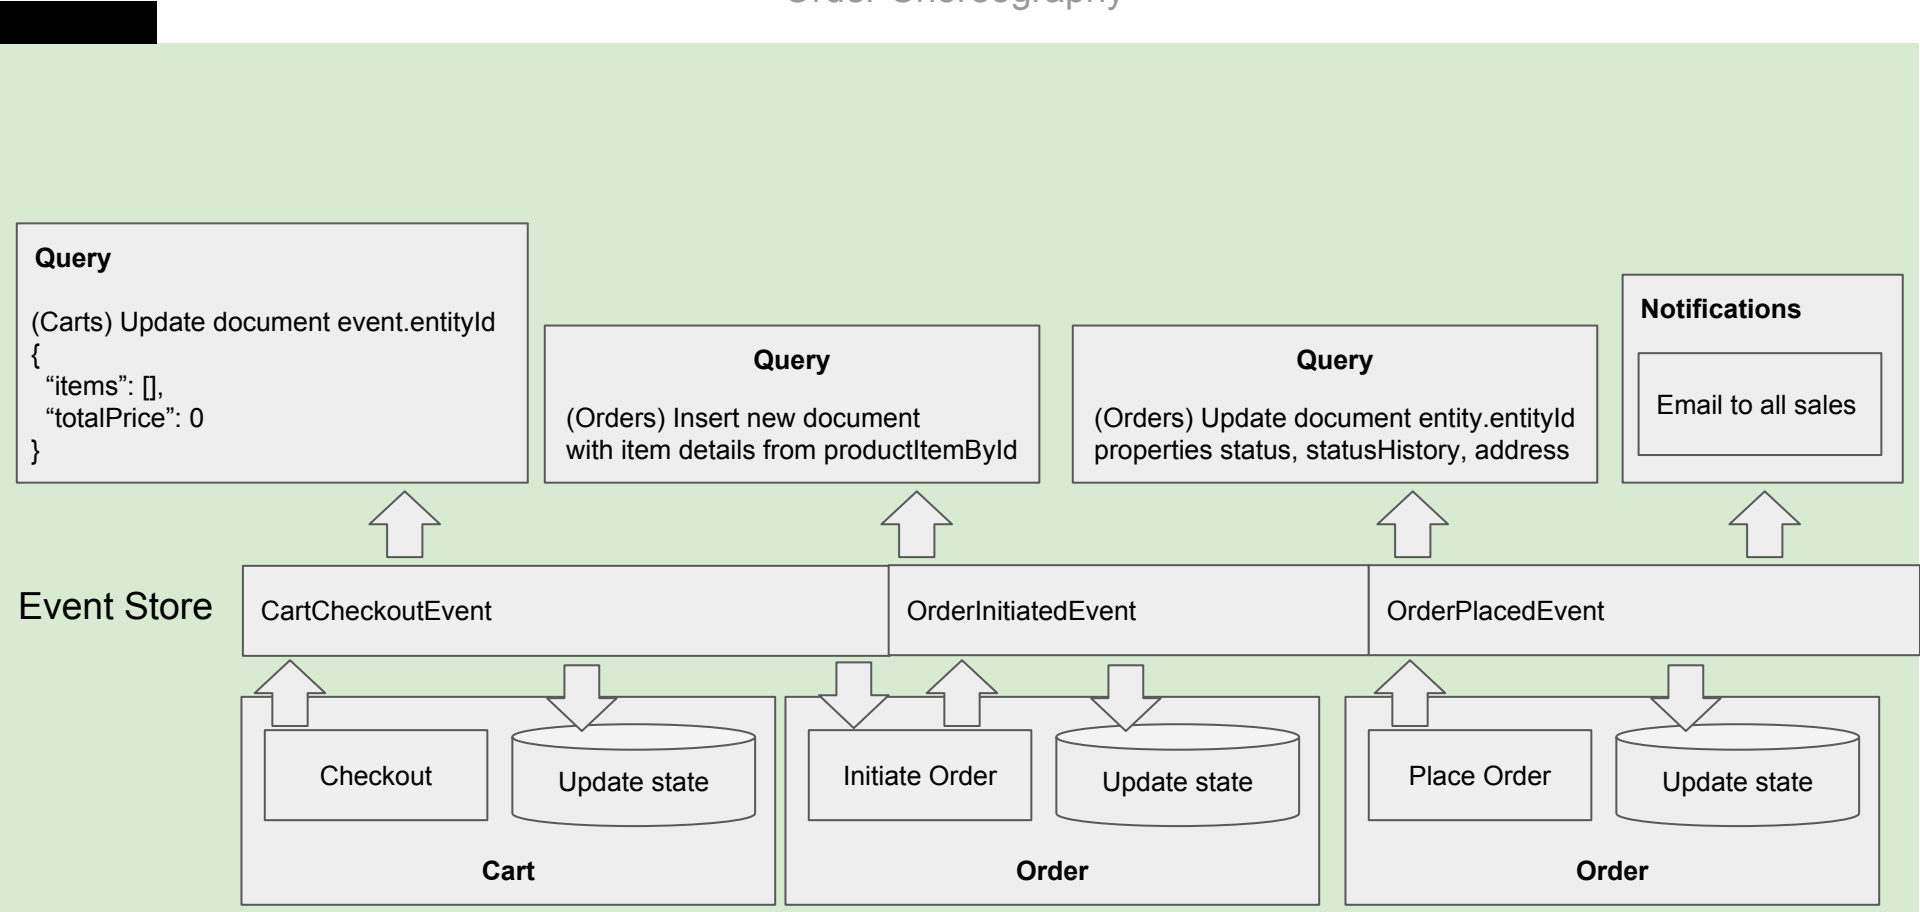 Order Choreography
Query
(Carts) Update document event.entityId
{
“items”: [],
“totalPrice”: 0
}
Query
(Orders) Insert new document
with item details from productItemById
Query
(Orders) Update document entity.entityId
properties status, statusHistory, address
Notifications
Email to all sales
Event Store
CartCheckoutEvent
OrderInitiatedEvent
OrderPlacedEvent
Checkout
Update state
Cart
Initiate Order
Update state
Order
Place Order
Update state
Order